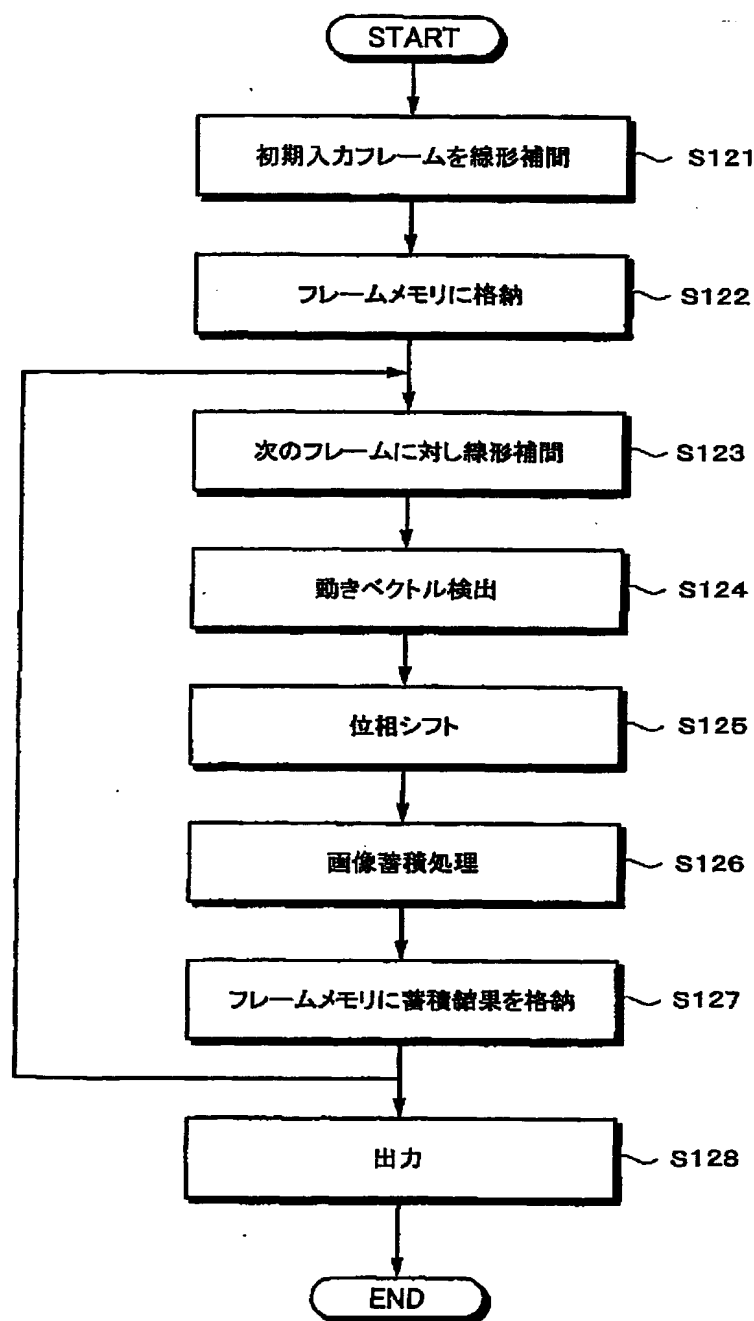 START
初期入力フレームを線形補間 S121
フレームメモリに格納 S122
次のフレームに対し線形補間 S123
動きベクトル検出 S124
位相シフト S125
画像蓄積処理 S126
フレームメモリに蓄積結果を格納 S127
出力 S128
END